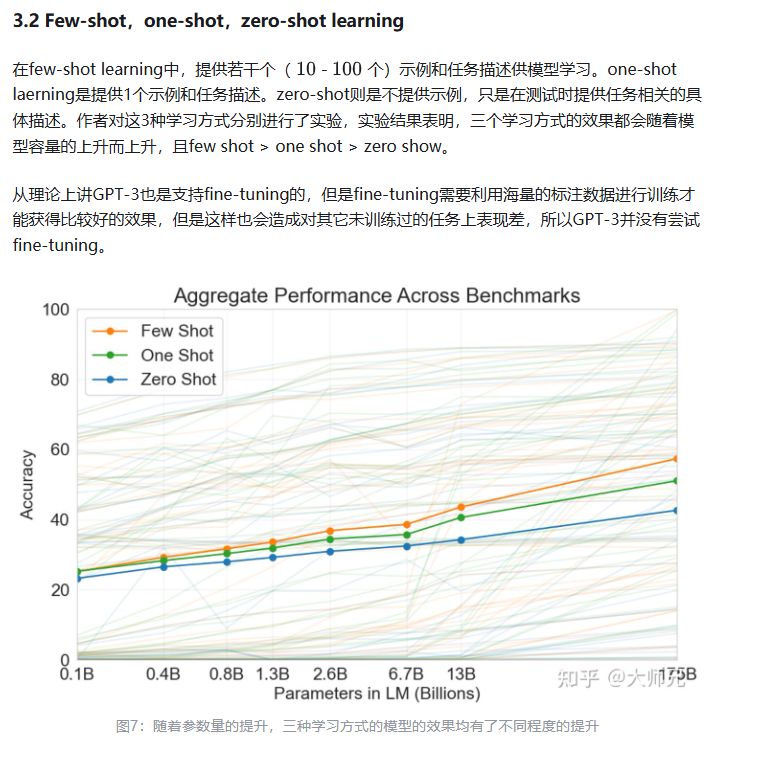 3.2 Few-shot，one-shot，zero-shot learning
在few-shot learning中，提供若干个（ 10 - 100 个）示例和任务描述供模型学习。one-shot
laerning是提供1个示例和任务描述。zero-shot则是不提供示例，只是在测试时提供任务相关的具
体描述。作者对这3种学习方式分别进行了实验，实验结果表明，三个学习方式的效果都会随着模
型容量的上升而上升，且few shot > one shot > zero show。
从理论上讲GPT-3也是支持fine-tuning的，但是fine-tuning需要利用海量的标注数据进行训练才
能获得比较好的效果，但是这样也会造成对其它未训练过的任务上表现差，所以GPT-3并没有尝试
fine-tuning。
Aggregate Performance Across Benchmarks
100
Few Shot
One Shot
Zero Shot
80
60
40
20
0
Accuracy
0.1B 0.4B 0.8B 1.3B 2.6B 6.7B 13B 175B
知乎 @大师兄
Parameters in LM (Billions)
图7：随着参数量的提升，三种学习方式的模型的效果均有了不同程度的提升